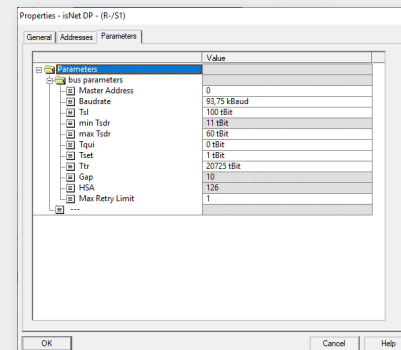 Properties - isNet DP - (R-/S1)
General Addresses Parameters
Value
Parameters
bus parameters
Master Address 0
Baudrate 93,75 kBaud
Tsl 100 tBit
min Tsdr 11 tBit
max Tsdr 60 tBit
Tqui 0 tBit
Tset 1 tBit
Ttr 20725 tBit
Gap 10
HSA 126
Max Retry Limit 1
---
OK Cancel Help